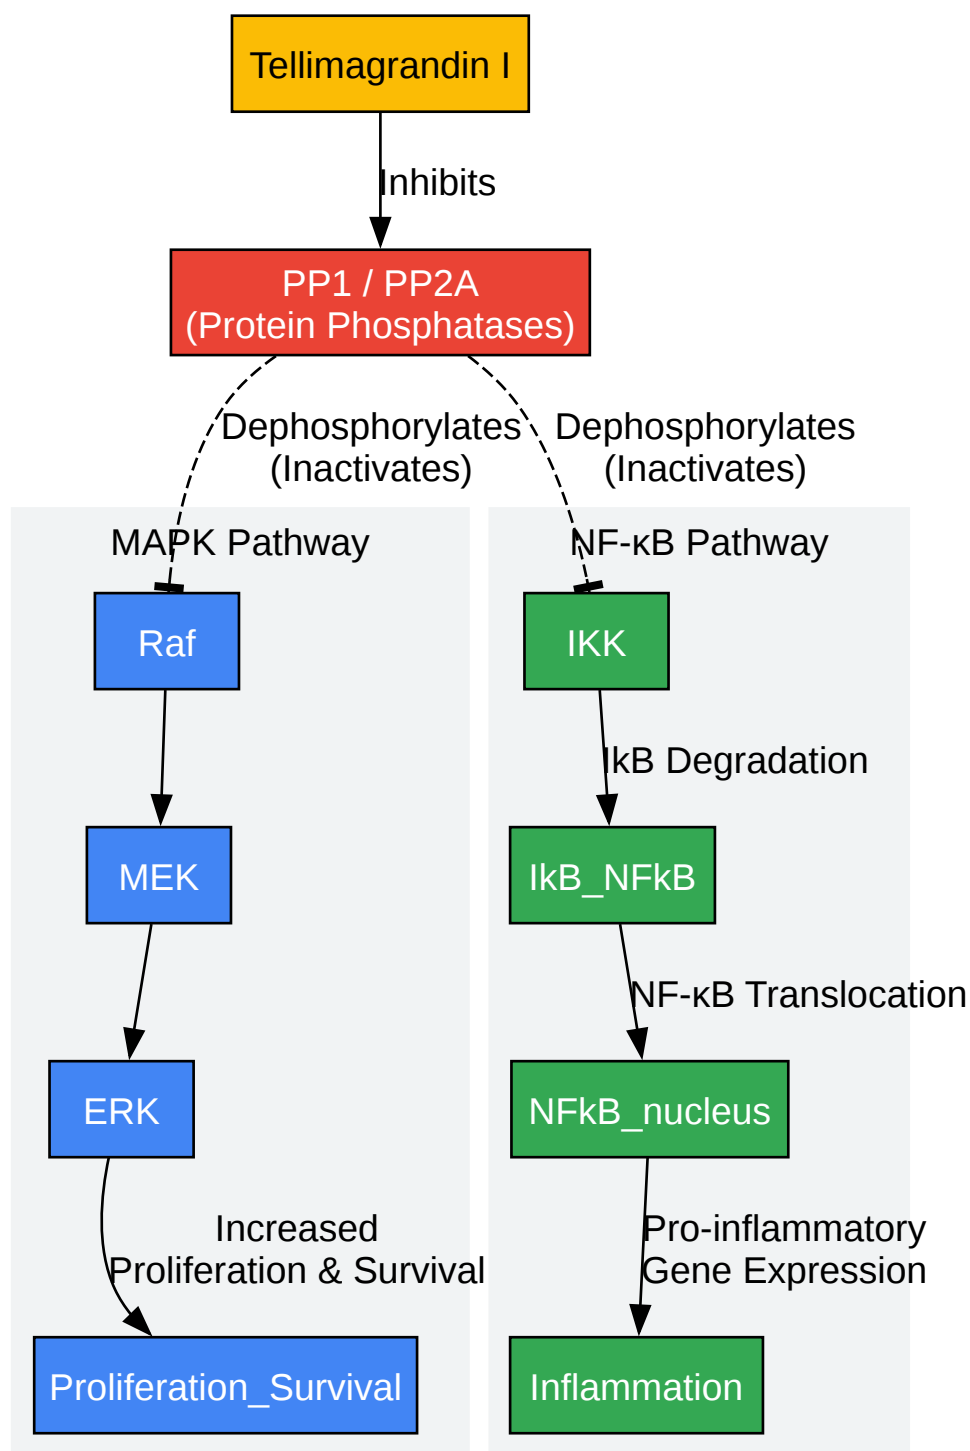 Tellimagrandin I
Inhibits
PP1 / PP2A
(Protein Phosphatases)
Dephosphorylates
(Inactivates)
Dephosphorylates
(Inactivates)
MAPK Pathway
Raf
MEK
ERK
Increased
Proliferation & Survival
Proliferation_Survival
NF-κB Pathway
IKK
IkB Degradation
IkB_NFkB
NF-κB Translocation
NFkB_nucleus
Pro-inflammatory
Gene Expression
Inflammation